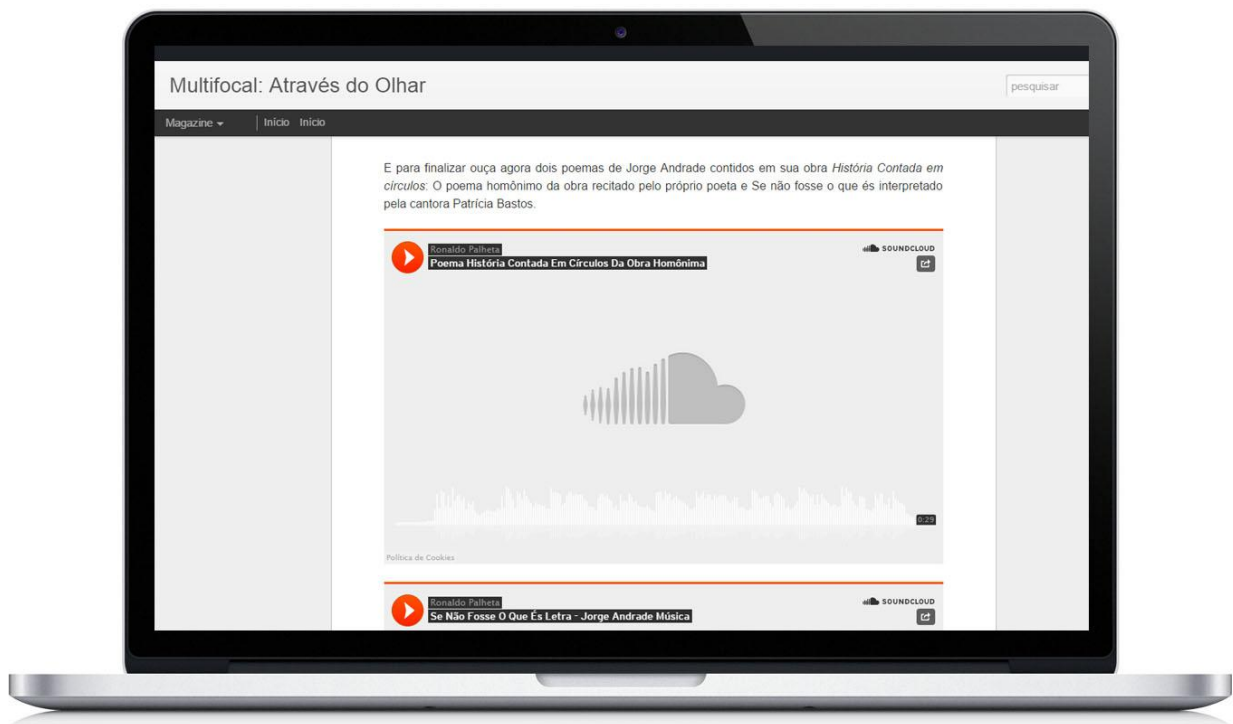 Multifocal: Através do Olhar
pesquisar
Magazine
Início Início
E para finalizar ouça agora dois poemas de Jorge Andrade contidos em sua obra História Contada em
círculos: O poema homônimo da obra recitado pelo próprio poeta e Se não fosse o que és interpretado
pela cantora Patrícia Bastos.
Ronaldo Palheta
SOUNDCLOUD
Poema História Contada Em Círculos Da Obra Homônima
0:29
Política de Cookies
Ronaldo Palheta
SOUNDCLOUD
Se Não Fosse O Que És Letra - Jorge Andrade Música